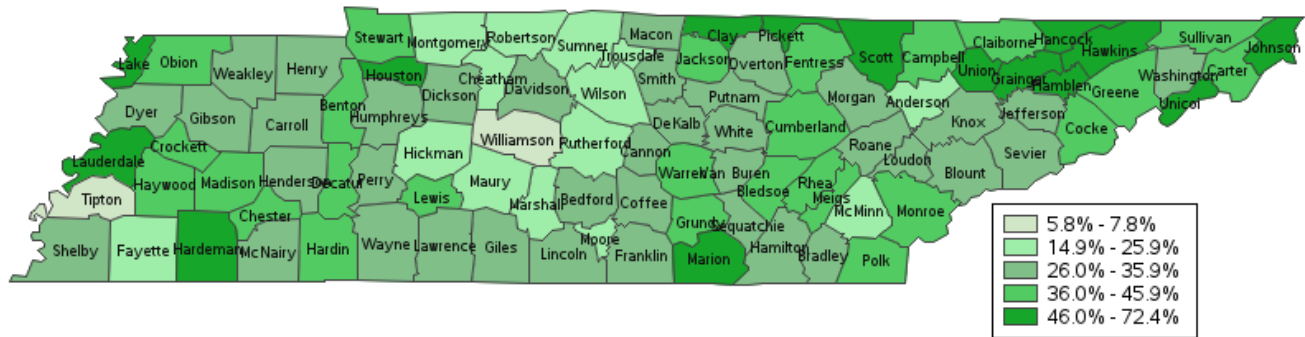 Stewart
Montgomery
Robertson
Sumner
Macon
Clay
Pickett
Scott
Campbell
Claiborne
Hancock
Hawkins
Sullivan
Johnson
Lake
Obion
Weakley
Henry
Houston
Cheatham
Trousdale
Jackson
Overton
Fentress
Union
Grainger
Hamblen
Washington
Carter
Dyer
Gibson
Carroll
Benton
Humphreys
Dickson
Davidson
Wilson
Smith
Putnam
Morgan
Anderson
Knox
Jefferson
Greene
Unicoi
Lauderdale
Crockett
Williamson
Rutherford
DeKalb
White
Cumberland
Roane
Loudon
Blount
Sevier
Cocke
Tipton
Haywood
Madison
Henderson
Decatur
Perry
Hickman
Maury
Cannon
Warren
Van Buren
Bledsoe
Rhea
Meigs
McMinn
Monroe
Chester
Lewis
Marshall
Bedford
Coffee
Grundy
Sequatchie
Shelby
Fayette
Hardeman
McNairy
Hardin
Wayne
Lawrence
Giles
Lincoln
Moore
Franklin
Marion
Hamilton
Bradley
Polk
5.8% - 7.8%
14.9% - 25.9%
26.0% - 35.9%
36.0% - 45.9%
46.0% - 72.4%